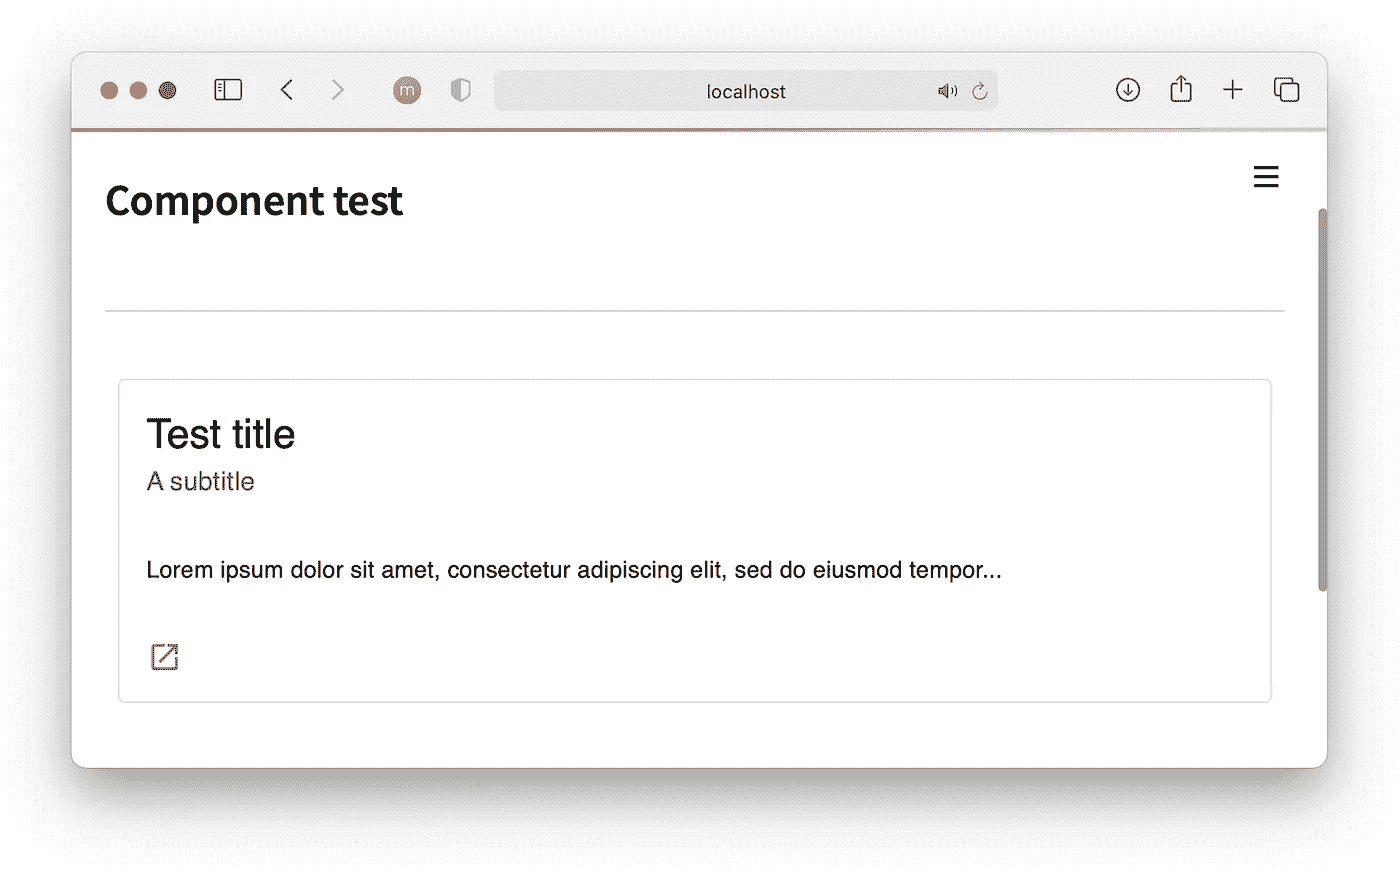 m
localhost
Component test
Test title
A subtitle
Lorem ipsum dolor sit amet, consectetur adipiscing elit, sed do eiusmod tempor...